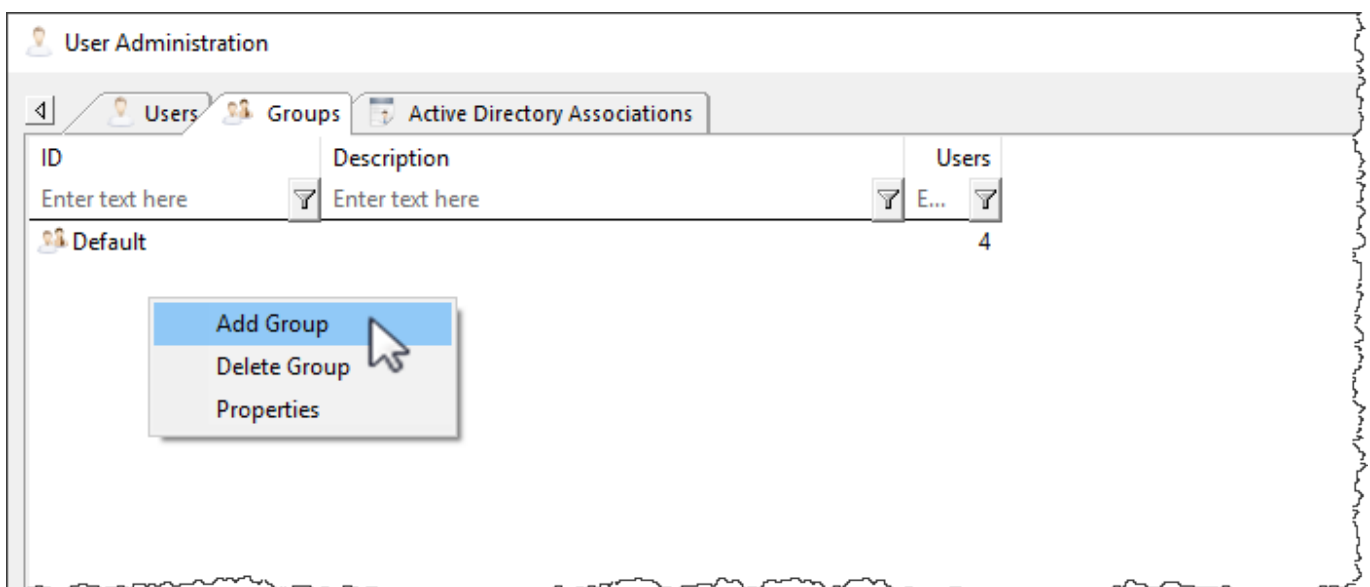 User Administration
Users Groups Active Directory Associations
ID Description Users
Enter text here Enter text here E...
Default 4
Add Group
Delete Group
Properties